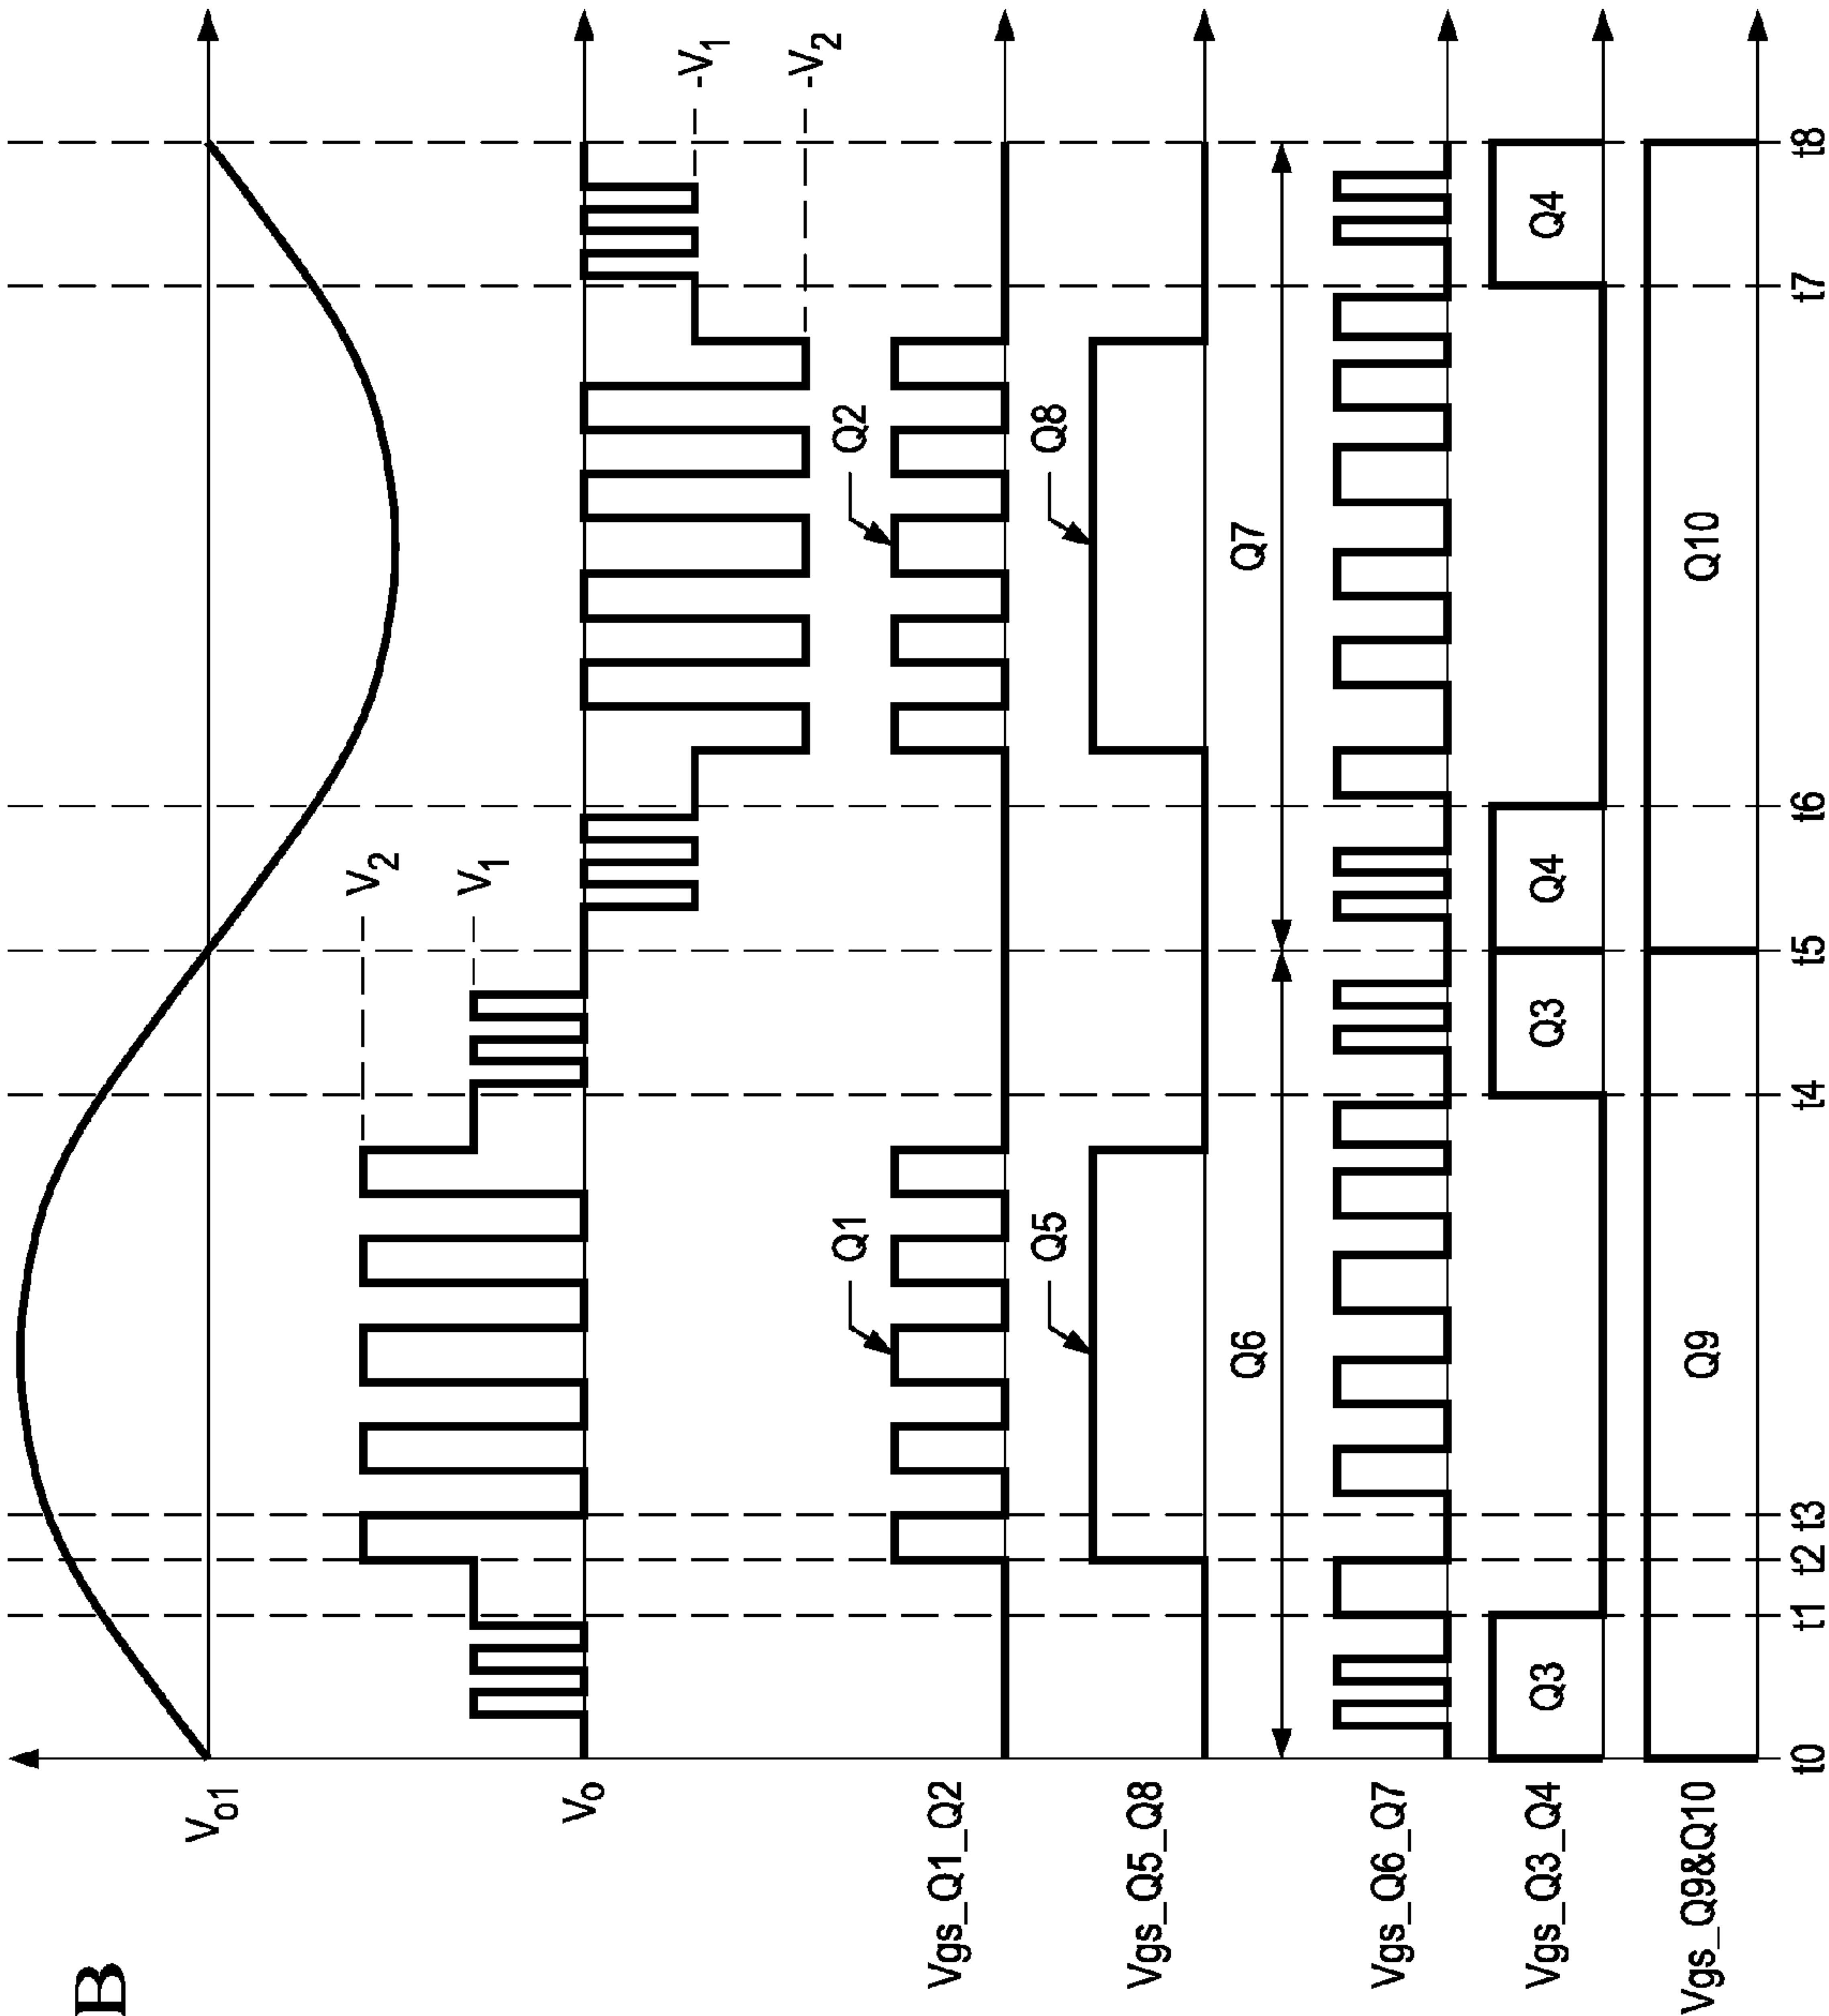 B
V₀₁
V₂
V₁
Vₒ
-V₁
-V₂
Vgs_Q1_Q2
Q1
Q2
Vgs_Q5_Q8
Q5
Q8
Q6
Q7
Vgs_Q6_Q7
Vgs_Q3_Q4
Q3
Q3
Q4
Q4
Vgs_Q9&Q10
Q9
Q10
t0 t1 t2 t3 t4 t5 t6 t7 t8